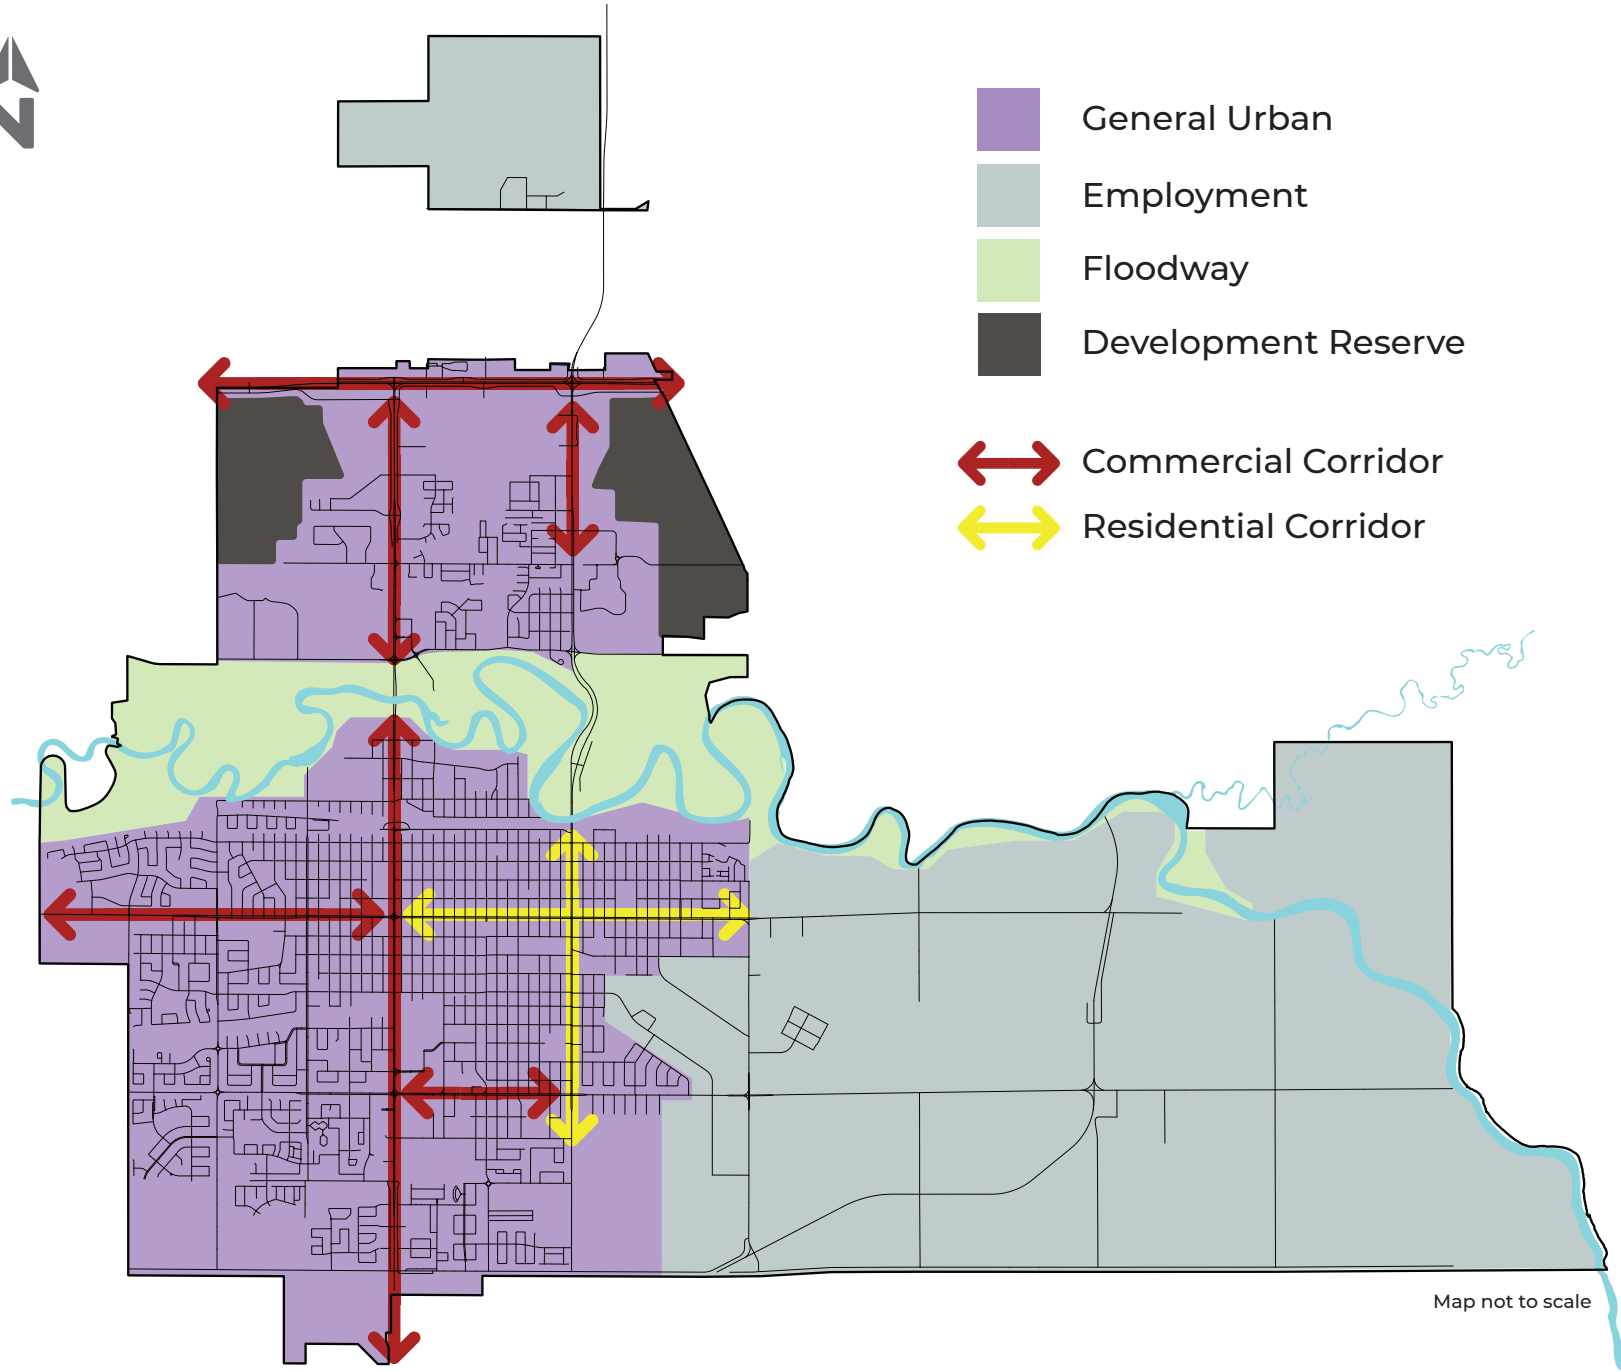 N
General Urban
Employment
Floodway
Development Reserve
Commercial Corridor
Residential Corridor
Map not to scale